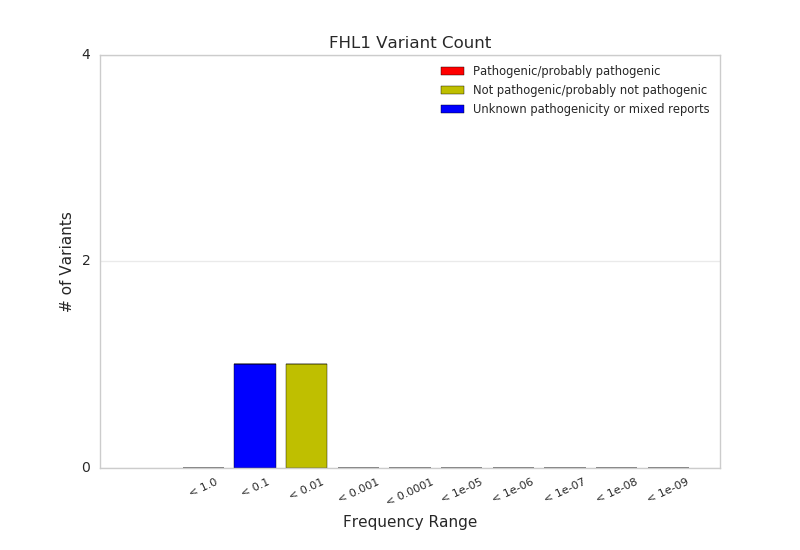 FHL1 Variant Count
4
2
0
# of Variants
Pathogenic/probably pathogenic
Not pathogenic/probably not pathogenic
Unknown pathogenicity or mixed reports
< 1.0
< 0.1
< 0.01
< 0.001
< 0.0001
< 1e-05
< 1e-06
< 1e-07
< 1e-08
< 1e-09
Frequency Range